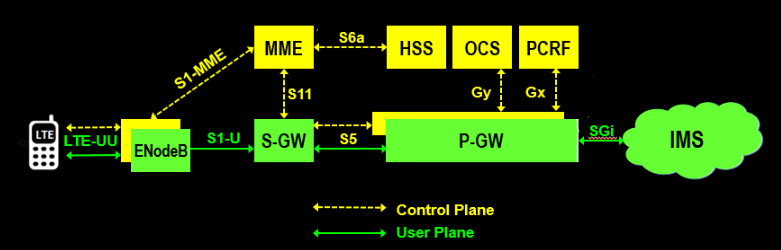 MME
S6a
HSS
OCS
PCRF
S1-MME
S11
Gy
Gx
LTE
LTE-UU
ENodeB
S1-U
S-GW
S5
P-GW
SGi
IMS
Control Plane
User Plane